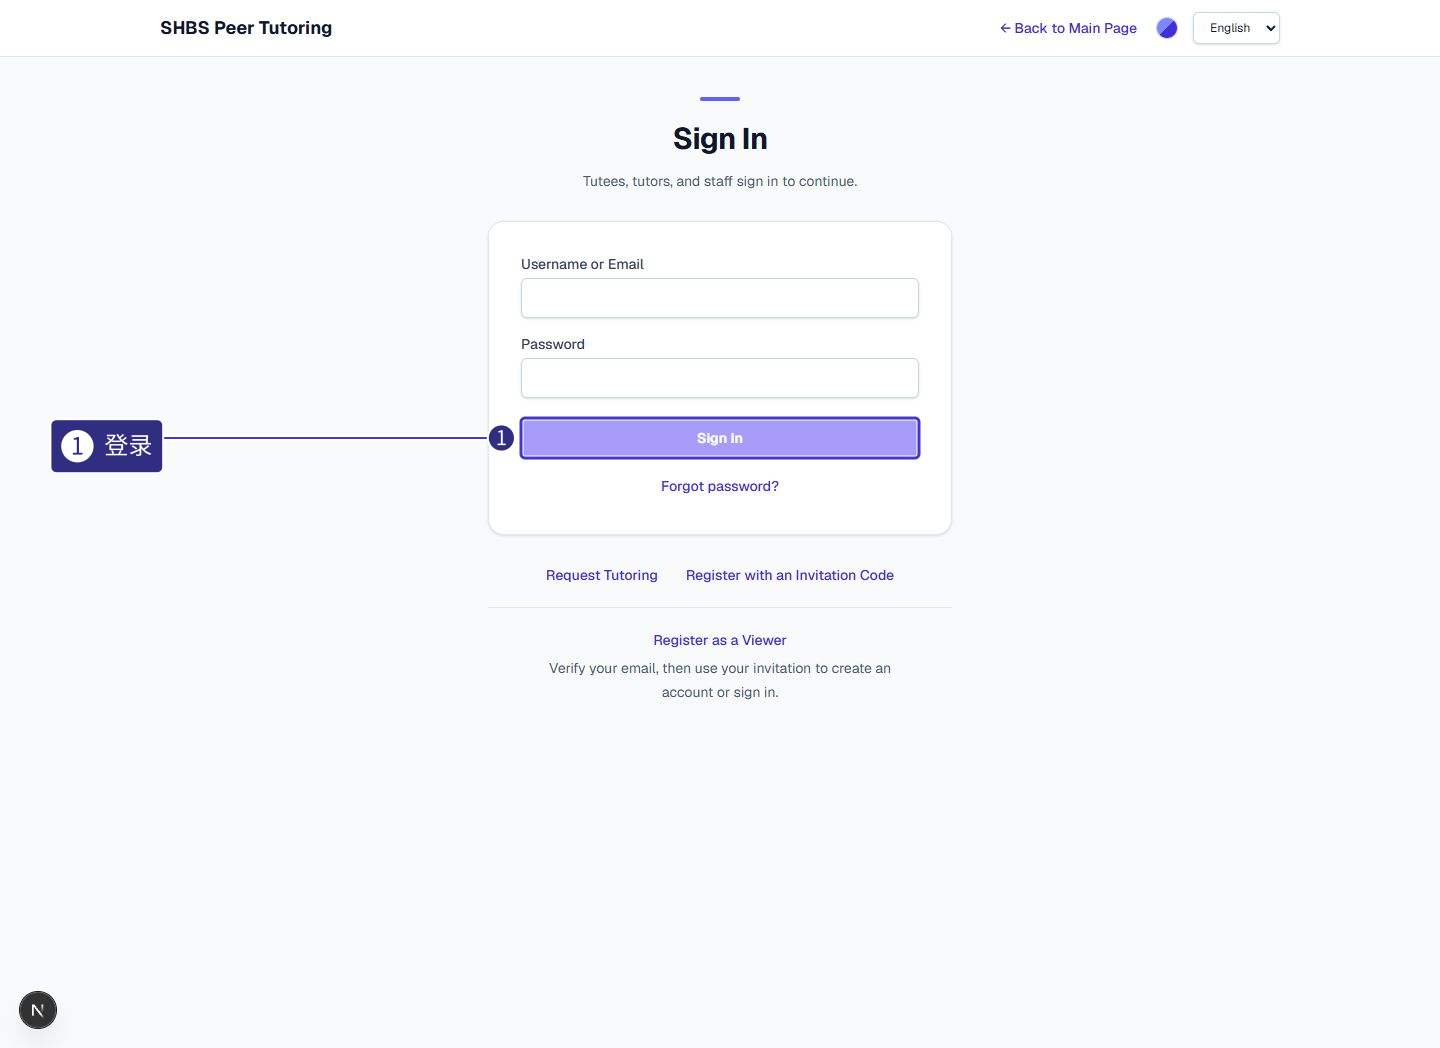 SHBS Peer Tutoring
← Back to Main Page
English
Sign In
Tutees, tutors, and staff sign in to continue.
Username or Email
Password
1 登录
1
Sign In
Forgot password?
Request Tutoring
Register with an Invitation Code
Register as a Viewer
Verify your email, then use your invitation to create an
account or sign in.
N